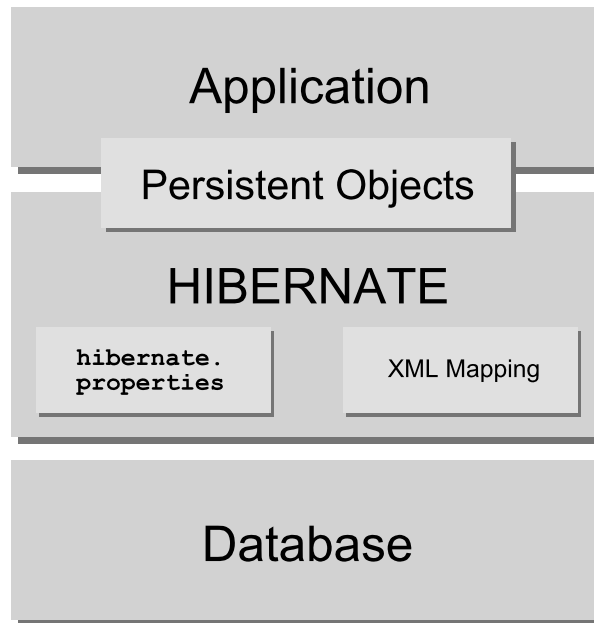 Application
Persistent Objects
HIBERNATE
hibernate.
properties
XML Mapping
Database